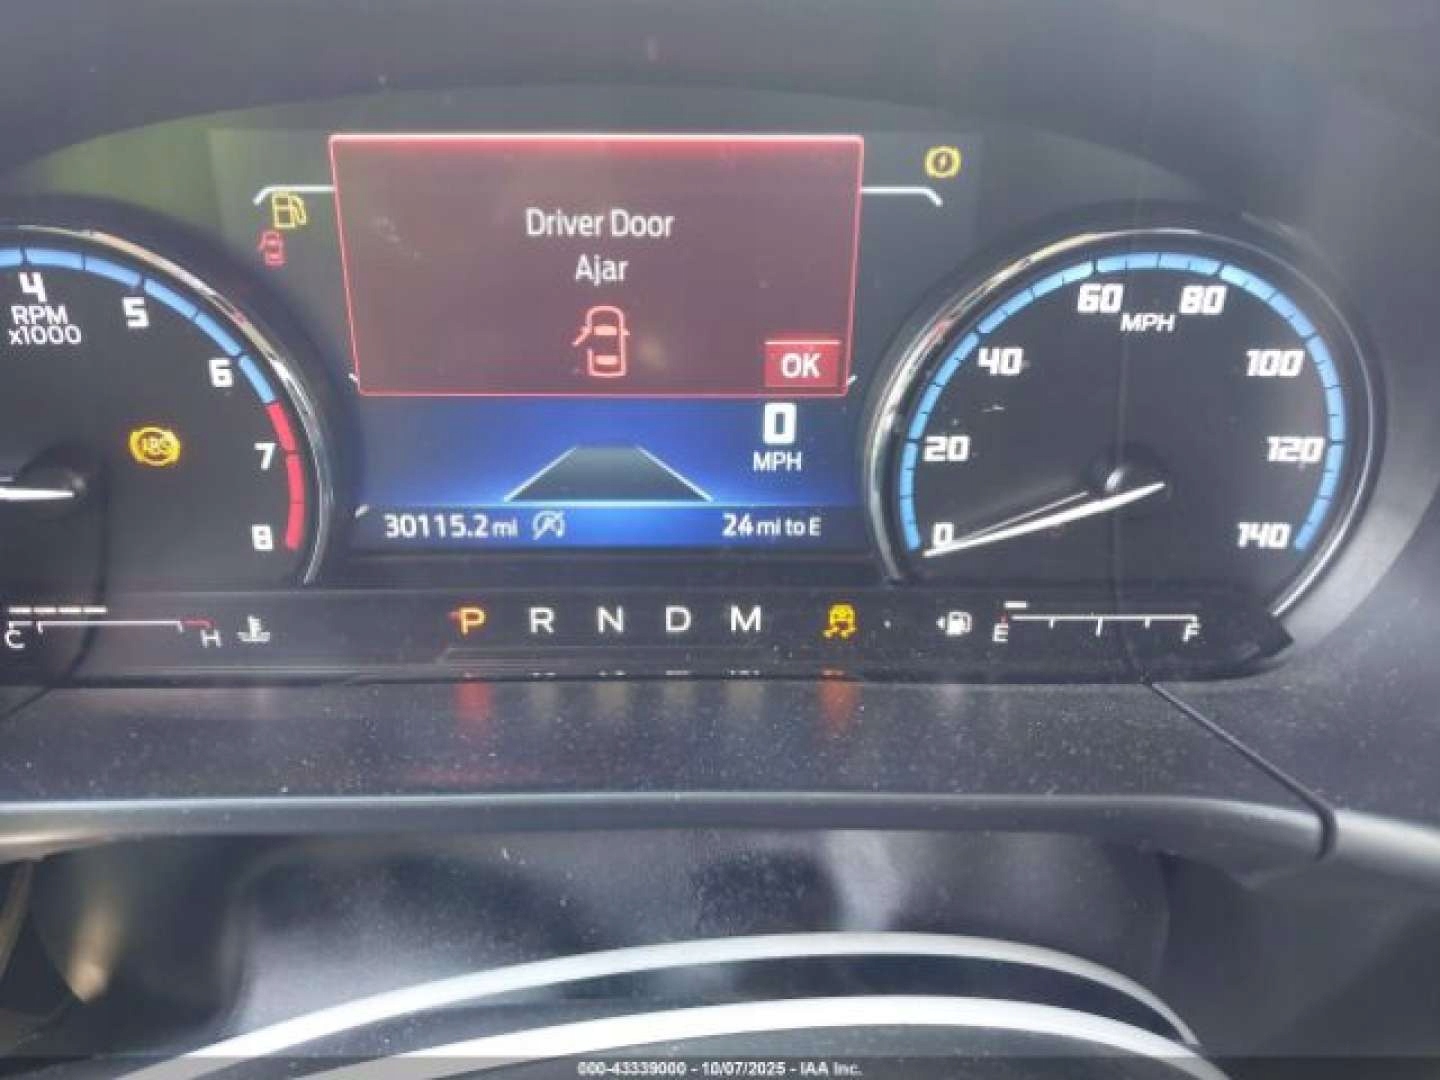 Driver Door
Ajar
OK
4
RPM
x1000
5
6
7
8
ABS
0
MPH
30115.2 mi
24 mi to E
60
80
MPH
40
100
20
120
0
140
C
H
P R N D M
E
F
000-43339000 - 10/07/2025 - IAA Inc.